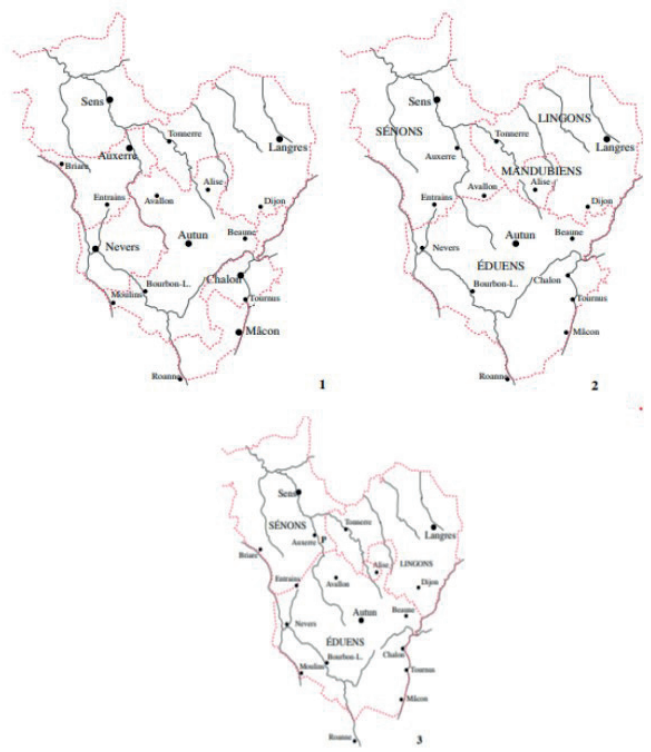 Sens
Tonnerre
Langres
Auxerre
Briare
Alise
Entrains
Avallon
Dijon
Beaune
Autun
Nevers
Chalon
Bourbon-L.
Moulins
Tournus
Mâcon
Roanne
1
Sens
LINGONS
SÉNONS
Tonnerre
Langres
Auxerre
MANDUBIENS
Alise
Avallon
Entrains
Dijon
Beaune
Autun
Nevers
ÉDUENS
Chalon
Bourbon-L.
Tournus
Mâcon
Roanne
2
Sens
SÉNONS
Tonnerre
Langres
Auxerre
P
Briare
Alise
LINGONS
Entrains
Avallon
Dijon
Beaune
Autun
Nevers
ÉDUENS
Chalon
Bourbon-L.
Moulins
Tournus
Mâcon
Roanne
3